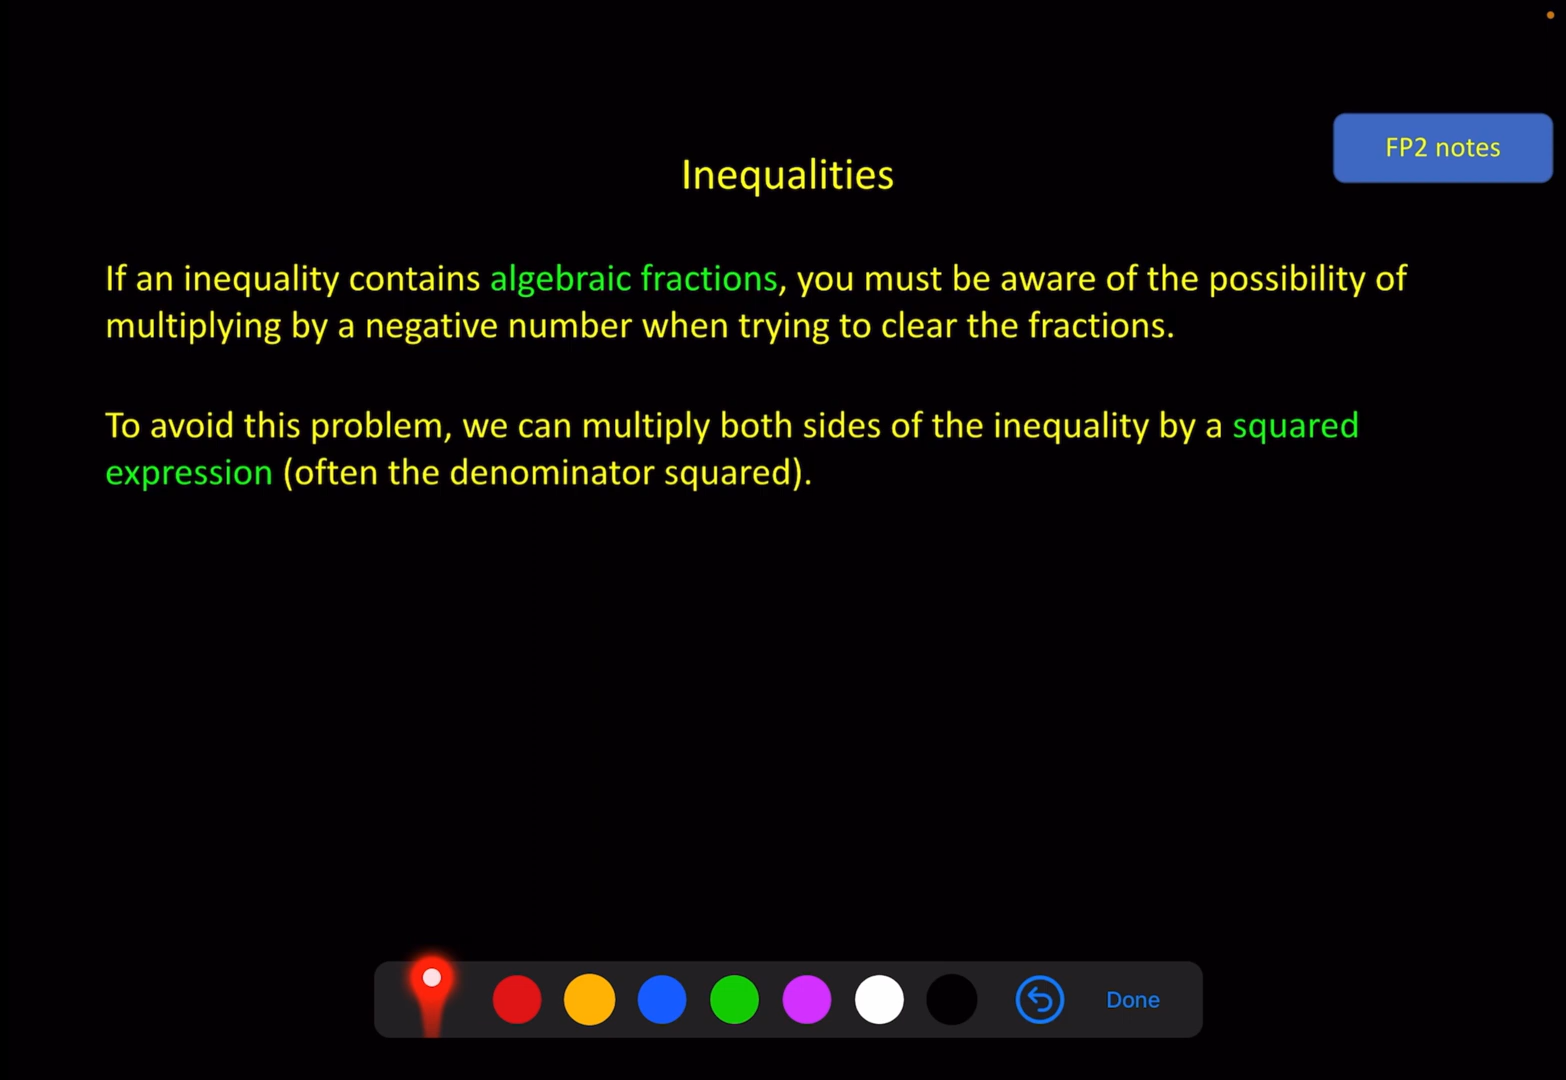 FP2 notes
Inequalities
If an inequality contains algebraic fractions, you must be aware of the possibility of
multiplying by a negative number when trying to clear the fractions.
To avoid this problem, we can multiply both sides of the inequality by a squared
expression (often the denominator squared).
Done